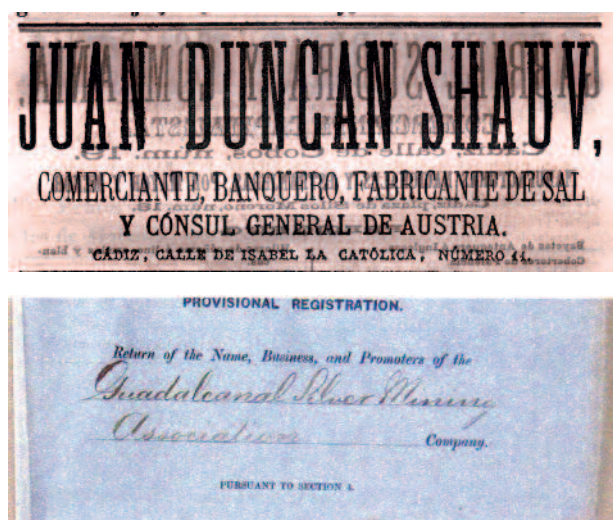 JUAN DUNCAN SHAUV,
COMERCIANTE, BANQUERO, FABRICANTE DE SAL
Y CÓNSUL GENERAL DE AUSTRIA.
CÁDIZ, CALLE DE ISABEL LA CATÓLICA, NÚMERO 11.
PROVISIONAL REGISTRATION.
Return of the Name, Business, and Promoters of the
Guadalcanal Silver Mining
Association Company.
PURSUANT TO SECTION 4.